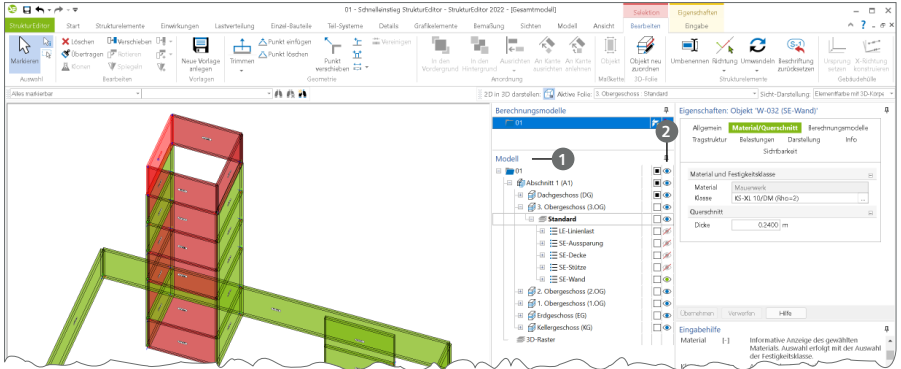 01 - Schnelleinstieg StrukturEditor - StrukturEditor 2022 - [Gesamtmodell]
Selektion
Eigenschaften
StrukturEditor
Start
Strukturelemente
Einwirkungen
Lastverteilung
Einzel-Bauteile
Teil-Systeme
Details
Grafikelemente
Bemaßung
Sichten
Model
Ansicht
Bearbeiten
Eingabe
Markieren
Löschen
Übertragen
Klonen
Verschieben
Rotieren
Spiegeln
Neue Vorlage anlegen
Trimmen
Punkt einfügen
Punkt löschen
Punkt verschieben
Vereinigen
In den Vordergrund
In den Hintergrund
Ausrichten
An Kante ausrichten
An Kante
Objekt
Objekt neu zuordnen
Umbenennen
Richtung
Umwandeln
Beschriftung zurücksetzen
Ursprung setzen
X-Richtung
Auswahl
Bearbeiten
Vorlagen
Geometrie
Anordnung
Maßkette
3D-Folie
Strukturelemente
Gebäudehülle
Alles markierbar
2D in 3D darstellen:
Aktive Folie:
3. Obergeschoss : Standard
Sicht-Darstellung:
Elementfarbe mit 3D-Körpe
Berechnungsmodelle
01
Modell
1
2
01
Abschnitt 1 (A1)
Dachgeschoss (DG)
3. Obergeschoss (3.OG)
Standard
LE-Linienlast
SE-Aussparung
SE-Decke
SE-Stütze
SE-Wand
2. Obergeschoss (2.OG)
1. Obergeschoss (1.OG)
Erdgeschoss (EG)
Kellergeschoss (KG)
3D-Raster
Eigenschaften: Objekt 'W-032 (SE-Wand)'
Allgemein
Material/Querschnitt
Berechnungsmodelle
Tragstruktur
Belastungen
Darstellung
Info
Sichtbarkeit
Material und Festigkeitsklasse
Material
Mauerwerk
Klasse
KS-XL 10/DM (Rho=2)
...
Querschnitt
Dicke
0.2400 m
Übernehmen
Verwerfen
Hilfe
Eingabehilfe
Material [-] Informative Anzeige des gewählten
Materials. Auswahl erfolgt mit der Auswahl
der Festigkeitsklasse.